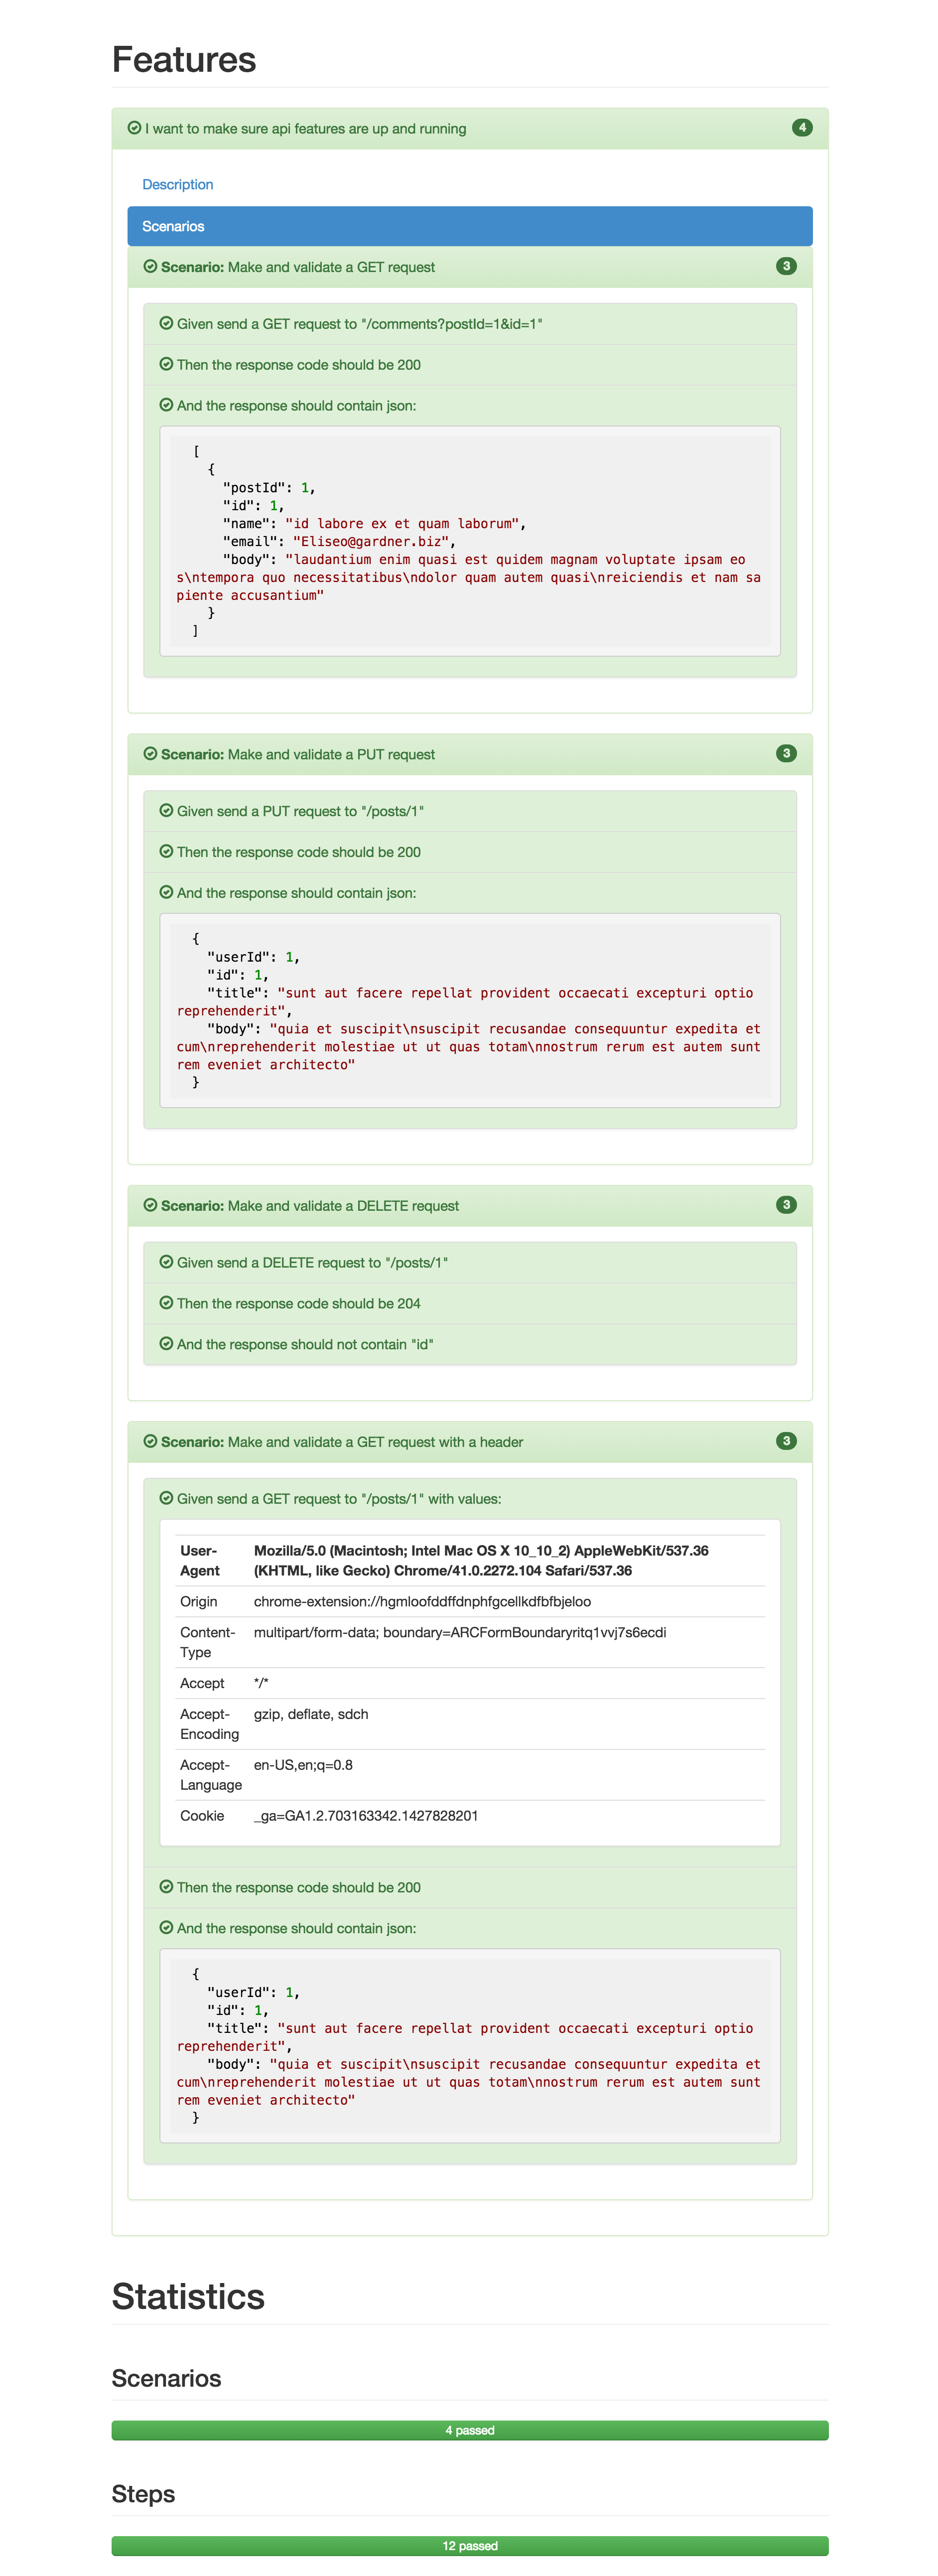 Features
I want to make sure api features are up and running 4
Description
Scenarios
Scenario: Make and validate a GET request 3
Given send a GET request to "/comments?postId=1&id=1"
Then the response code should be 200
And the response should contain json:
[
{
"postId": 1,
"id": 1,
"name": "id labore ex et quam laborum",
"email": "Eliseo@gardner.biz",
"body": "laudantium enim quasi est quidem magnam voluptate ipsam eo
s\ntempora quo necessitatibus\ndolor quam autem quasi\nreiciendis et nam sa
piente accusantium"
}
]
Scenario: Make and validate a PUT request 3
Given send a PUT request to "/posts/1"
Then the response code should be 200
And the response should contain json:
{
"userId": 1,
"id": 1,
"title": "sunt aut facere repellat provident occaecati excepturi optio
reprehenderit",
"body": "quia et suscipit\nsuscipit recusandae consequuntur expedita et
cum\nreprehenderit molestiae ut ut quas totam\nnostrum rerum est autem sunt
rem eveniet architecto"
}
Scenario: Make and validate a DELETE request 3
Given send a DELETE request to "/posts/1"
Then the response code should be 204
And the response should not contain "id"
Scenario: Make and validate a GET request with a header 3
Given send a GET request to "/posts/1" with values:
User- Mozilla/5.0 (Macintosh; Intel Mac OS X 10_10_2) AppleWebKit/537.36
Agent (KHTML, like Gecko) Chrome/41.0.2272.104 Safari/537.36
Origin chrome-extension://hgmloofddffdnphfgcellkdfbfbjeloo
Content- multipart/form-data; boundary=ARCFormBoundaryritq1vvj7s6ecdi
Type
Accept */*
Accept- gzip, deflate, sdch
Encoding
Accept- en-US,en;q=0.8
Language
Cookie _ga=GA1.2.703163342.1427828201
Then the response code should be 200
And the response should contain json:
{
"userId": 1,
"id": 1,
"title": "sunt aut facere repellat provident occaecati excepturi optio
reprehenderit",
"body": "quia et suscipit\nsuscipit recusandae consequuntur expedita et
cum\nreprehenderit molestiae ut ut quas totam\nnostrum rerum est autem sunt
rem eveniet architecto"
}
Statistics
Scenarios
4 passed
Steps
12 passed